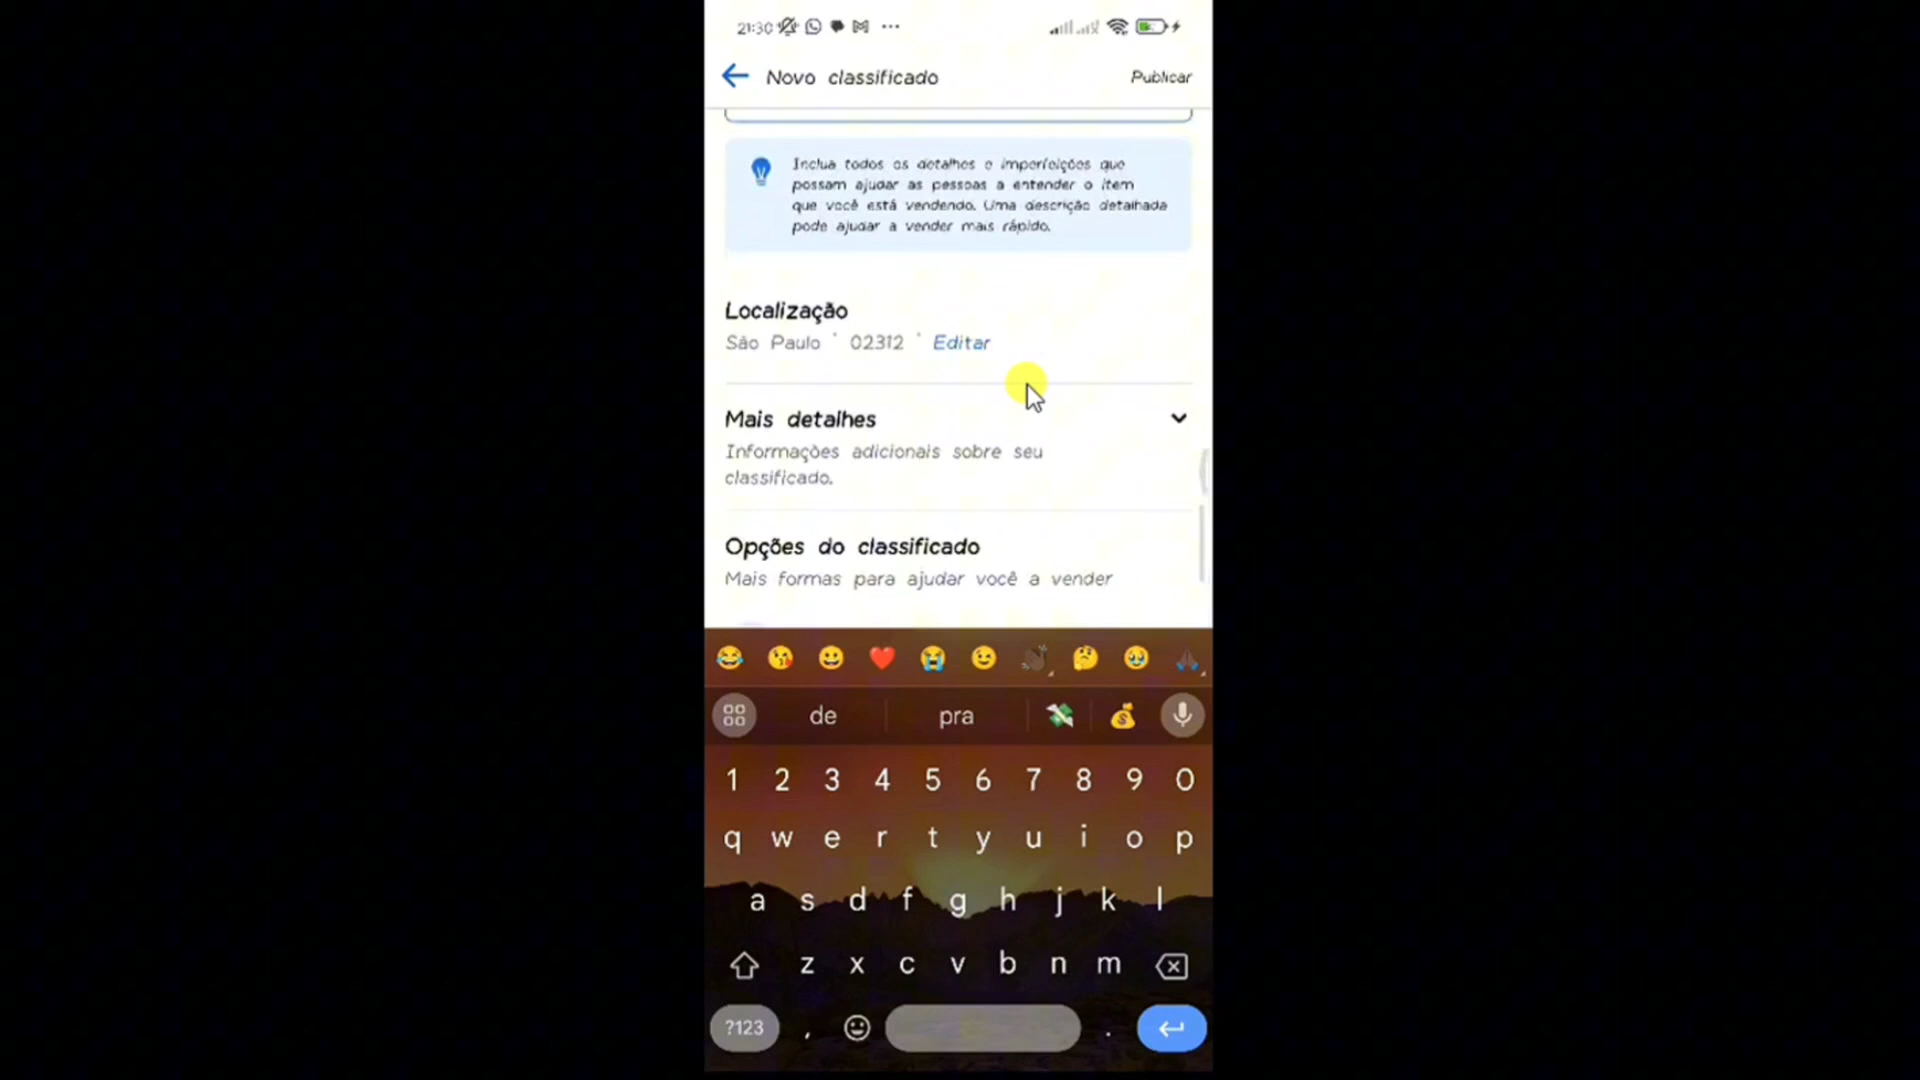 21:30
Novo classificado
Publicar
Inclua todos os detalhes e imperfeições que
possam ajudar as pessoas a entender o item
que você está vendendo. Uma descrição detalhada
pode ajudar a vender mais rápido.
Localização
São Paulo · 02312 · Editar
Mais detalhes
Informações adicionais sobre seu
classificado.
Opções do classificado
Mais formas para ajudar você a vender
de pra
1 2 3 4 5 6 7 8 9 0
q w e r t y u i o p
a s d f g h j k l
z x c v b n m
?123 , .